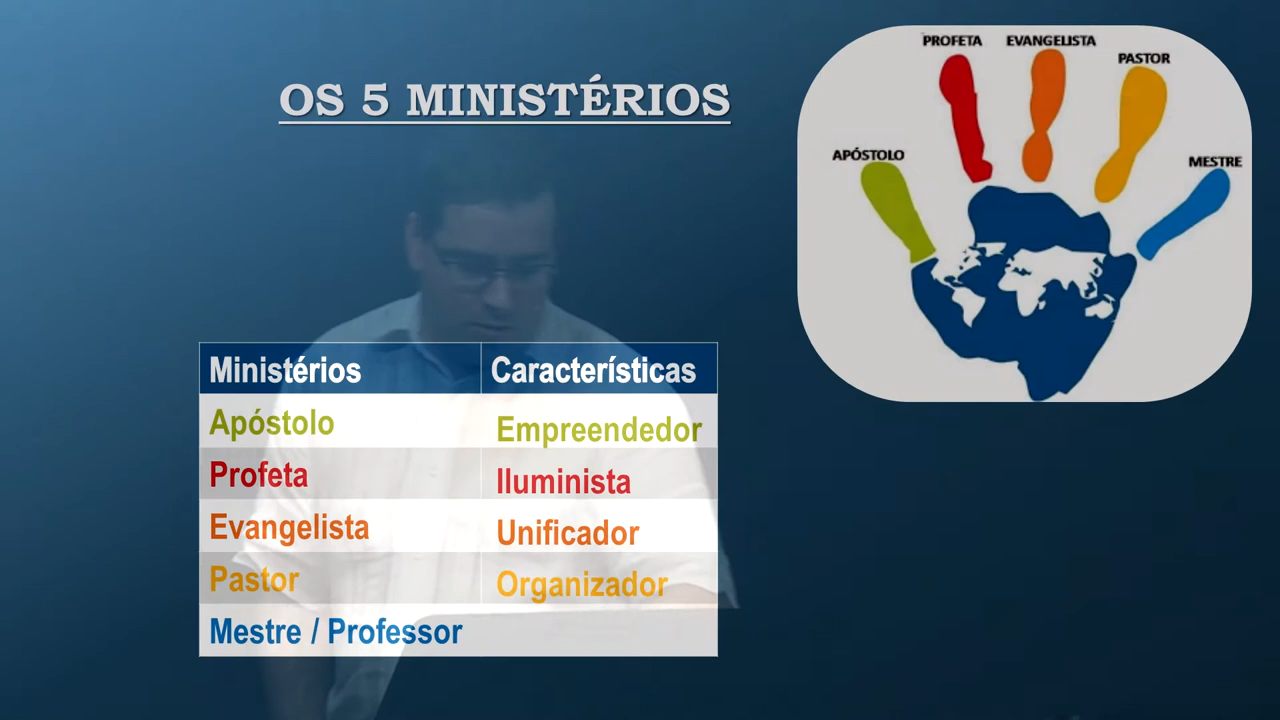 OS 5 MINISTÉRIOS
PROFETA
EVANGELISTA
PASTOR
APÓSTOLO
MESTRE
Ministérios Características
Apóstolo Empreendedor
Profeta Iluminista
Evangelista Unificador
Pastor Organizador
Mestre / Professor